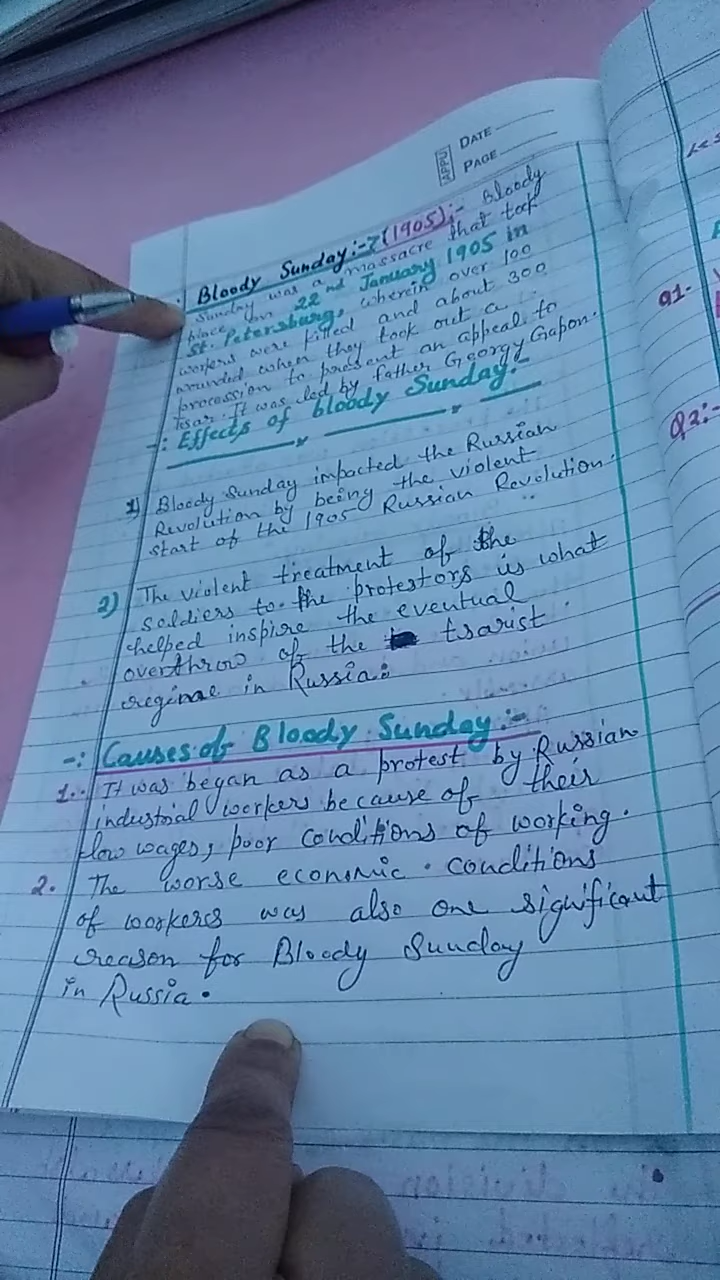 APPU
DATE
PAGE
Bloody Sunday:-7(1905):- Bloody
Sunday was a massacre that took
place on 22nd January 1905 in
St. Petersburg, wherein over 100
workers were killed and about 300
wounded when they took out a
procession to present an appeal to
Tsar. It was led by father Georgy Gapon.
-: Effects of bloody Sunday:-
1) Bloody Sunday impacted the Russian
Revolution by being the violent
start of the 1905 Russian Revolution.
2) The violent treatment of the
soldiers to the protestors is what
helped inspire the eventual
overthrow of the tsarist
regime in Russia.
-: Causes of Bloody Sunday:-
1. It was began as a protest by Russian
industrial workers because of their
low wages, poor conditions of working.
2. The worse economic conditions
of workers was also one significant
reason for Bloody Sunday
in Russia.
Q1-
Q2:-